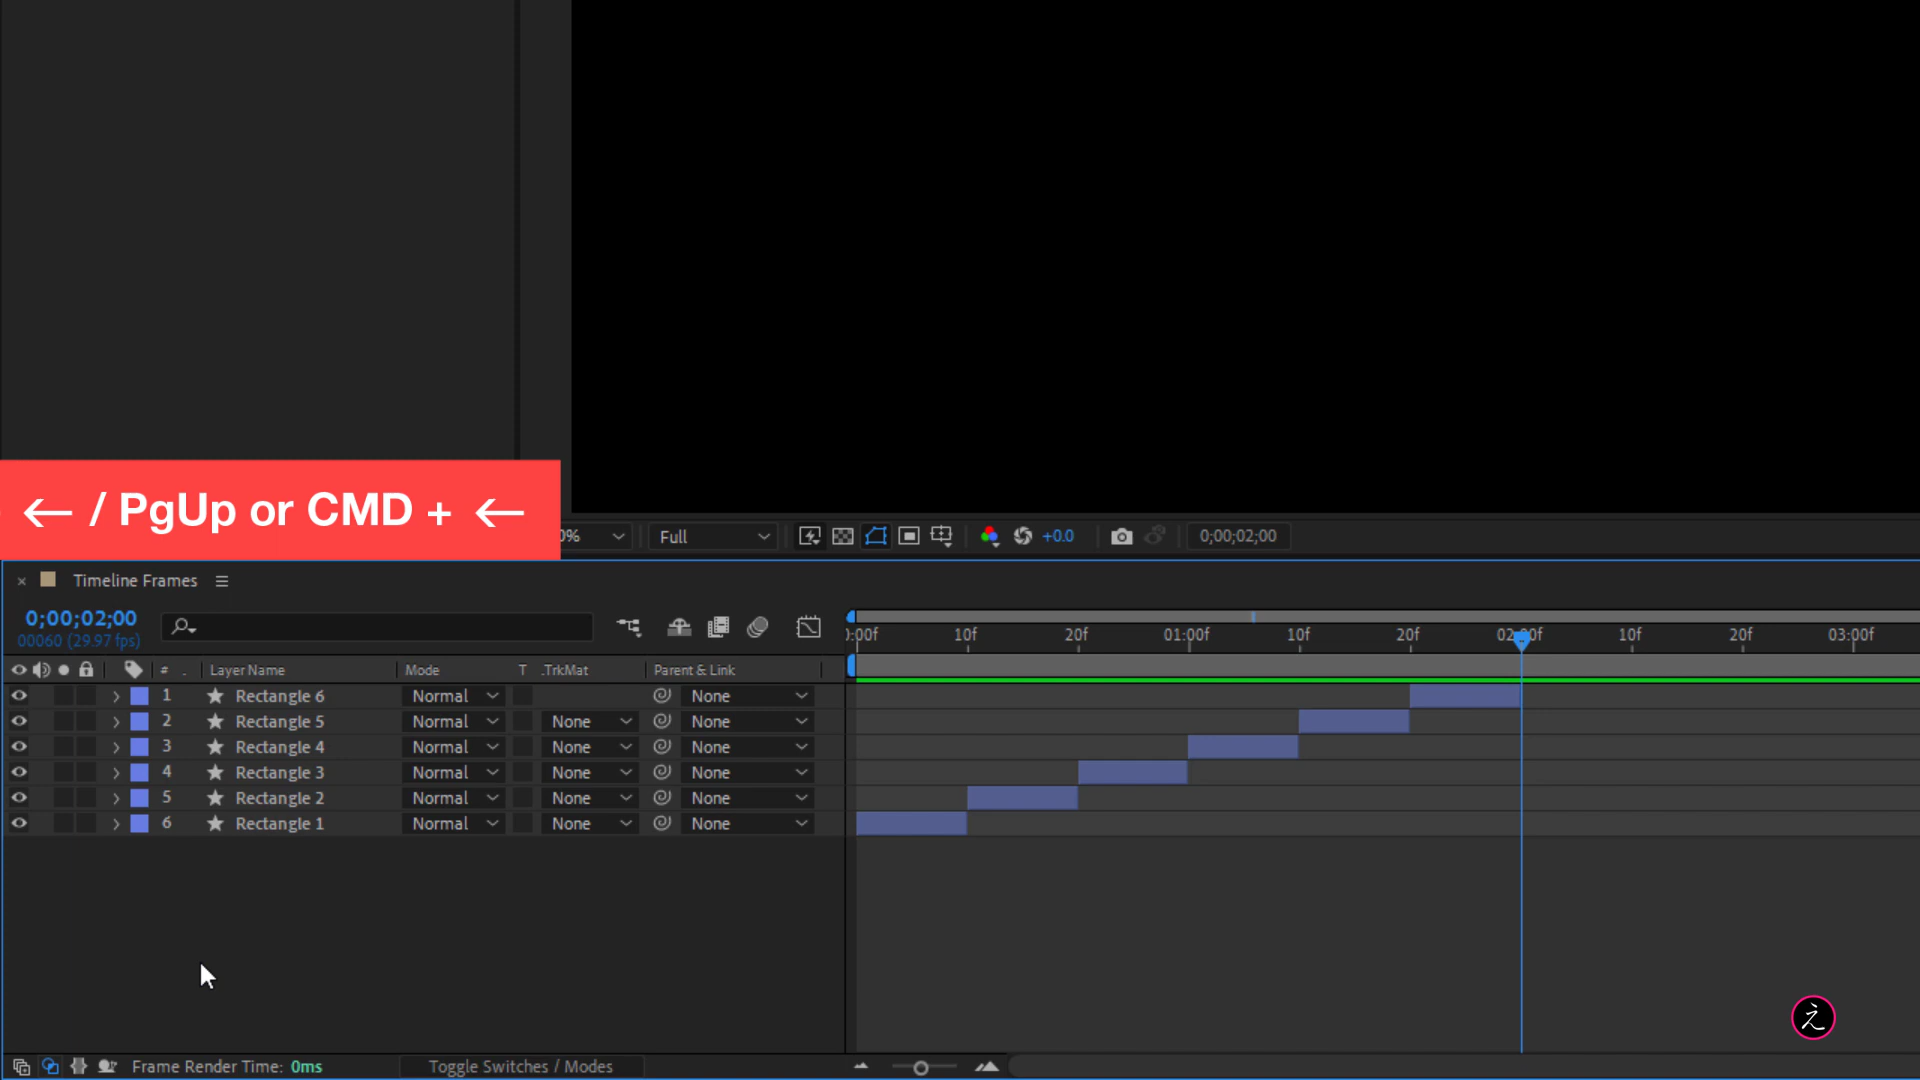 ← / PgUp or CMD + ←
0%
Full
+0.0
0;00;02;00
Timeline Frames
0;00;02;00
00060 (29.97 fps)
:00f 10f 20f 01:00f 10f 20f 02:00f 10f 20f 03:00f
# . Layer Name Mode T .TrkMat Parent & Link
1 Rectangle 6 Normal None
2 Rectangle 5 Normal None None
3 Rectangle 4 Normal None None
4 Rectangle 3 Normal None None
5 Rectangle 2 Normal None None
6 Rectangle 1 Normal None None
Frame Render Time: 0ms
Toggle Switches / Modes